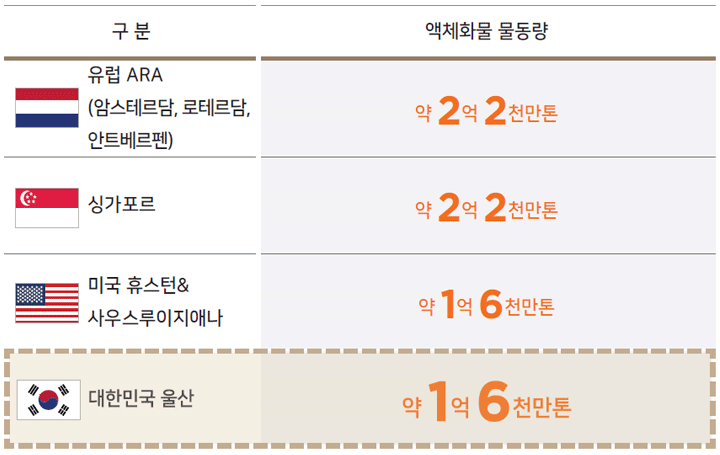 구 분
액체화물 물동량
유럽 ARA
(암스테르담, 로테르담,
안트베르펜)
약 2억 2천만톤
싱가포르
약 2억 2천만톤
미국 휴스턴&
사우스루이지애나
약 1억 6천만톤
대한민국 울산
약 1억 6천만톤